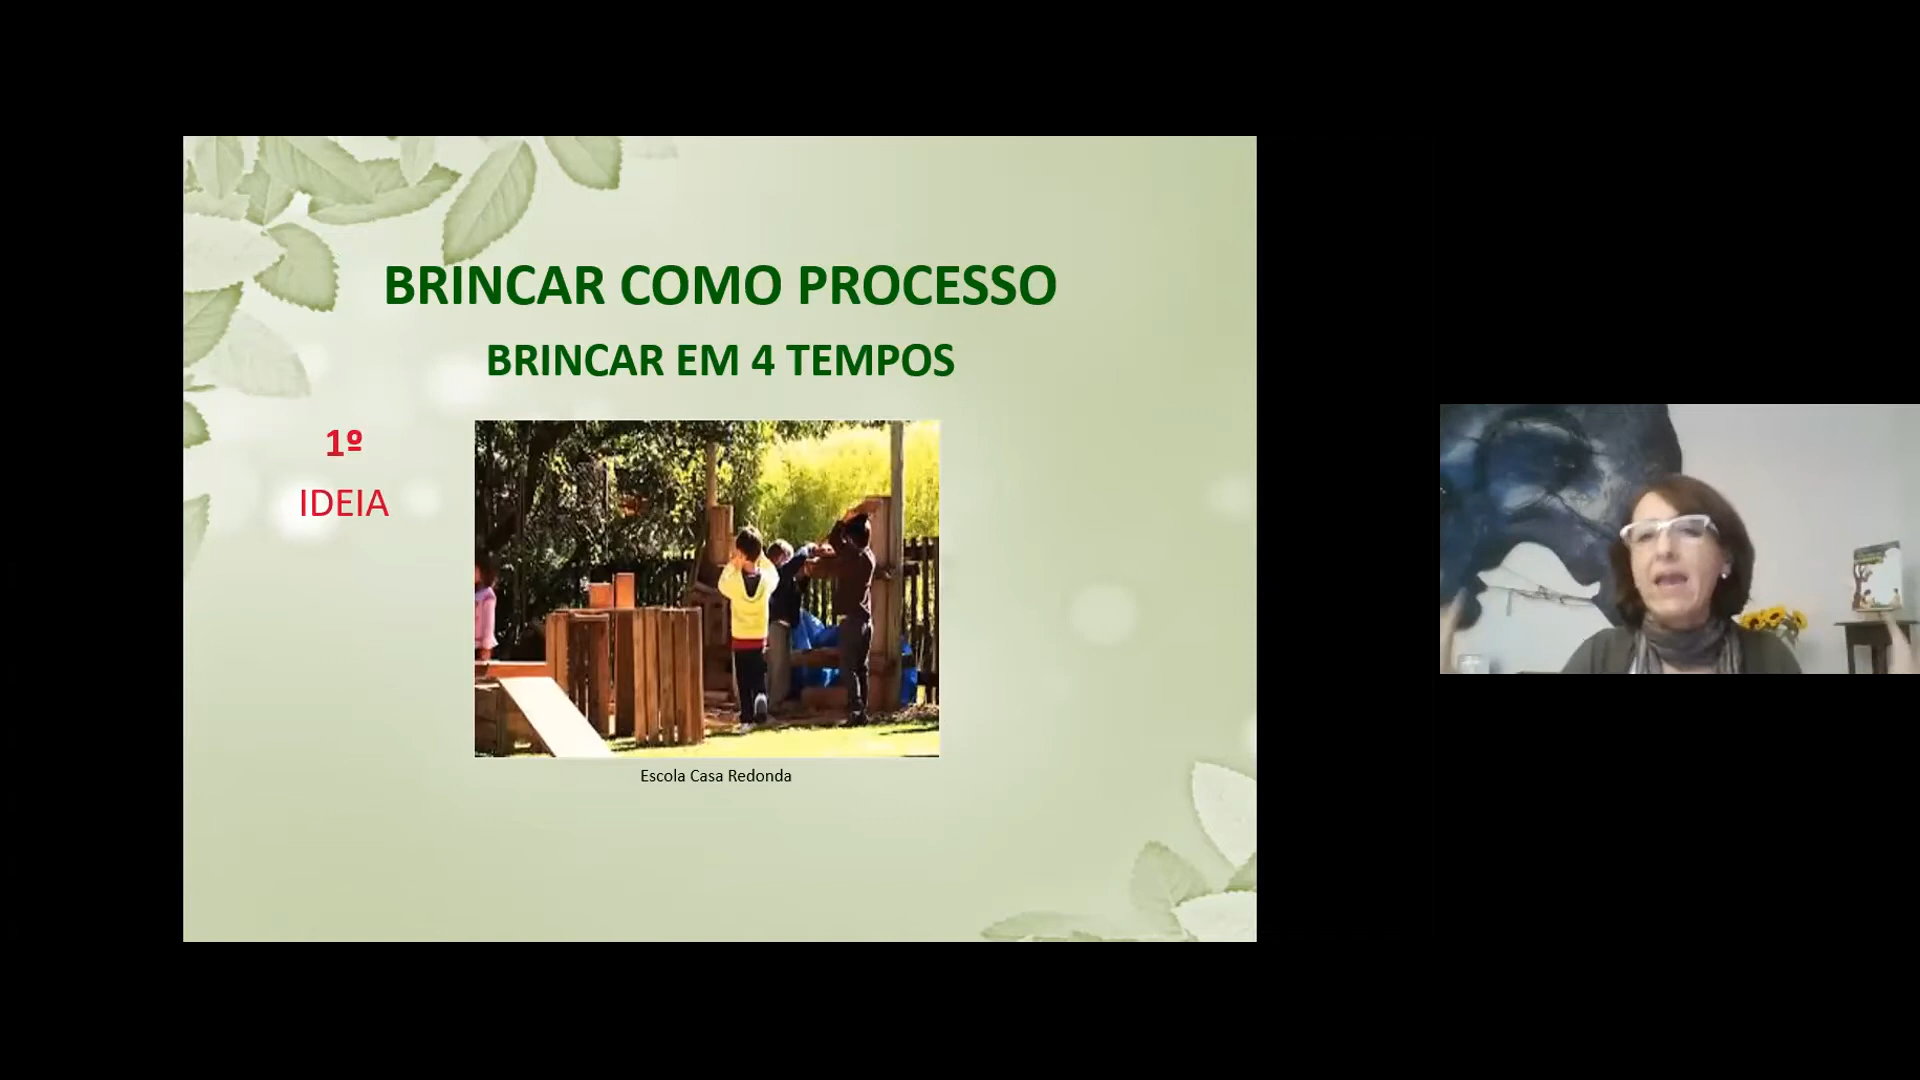 BRINCAR COMO PROCESSO
BRINCAR EM 4 TEMPOS
1º
IDEIA
Escola Casa Redonda